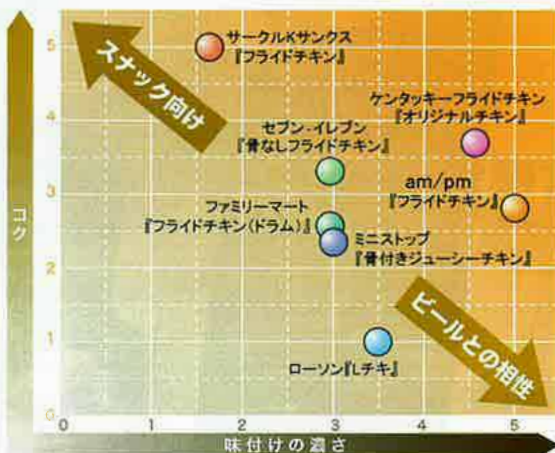 サークルKサンクス
『フライドチキン』
スナック向け
ケンタッキーフライドチキン
『オリジナルチキン』
セブン-イレブン
『骨なしフライドチキン』
am/pm
『フライドチキン』
ファミリーマート
『フライドチキン(ドラム)』
ミニストップ
『骨付きジューシーチキン』
ビールとの相性
ローソン『Lチキ』
コク
5
4
3
2
1
0
0 1 2 3 4 5
味付けの濃さ